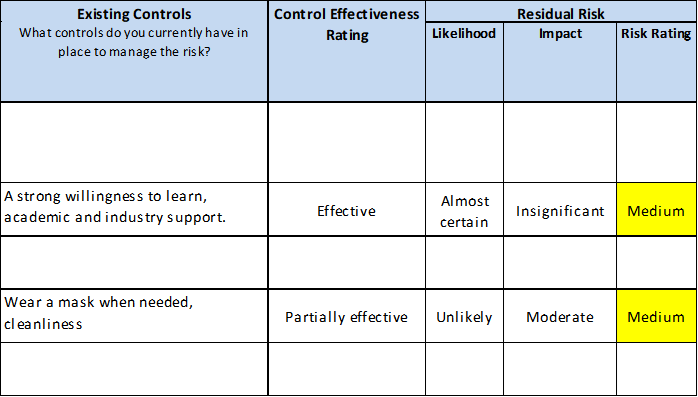 Existing Controls
What controls do you currently have in
place to manage the risk?
Control Effectiveness
Rating
Residual Risk
Likelihood
Impact
Risk Rating
A strong willingness to learn,
academic and industry support.
Effective
Almost
certain
Insignificant
Medium
Wear a mask when needed,
cleanliness
Partially effective
Unlikely
Moderate
Medium